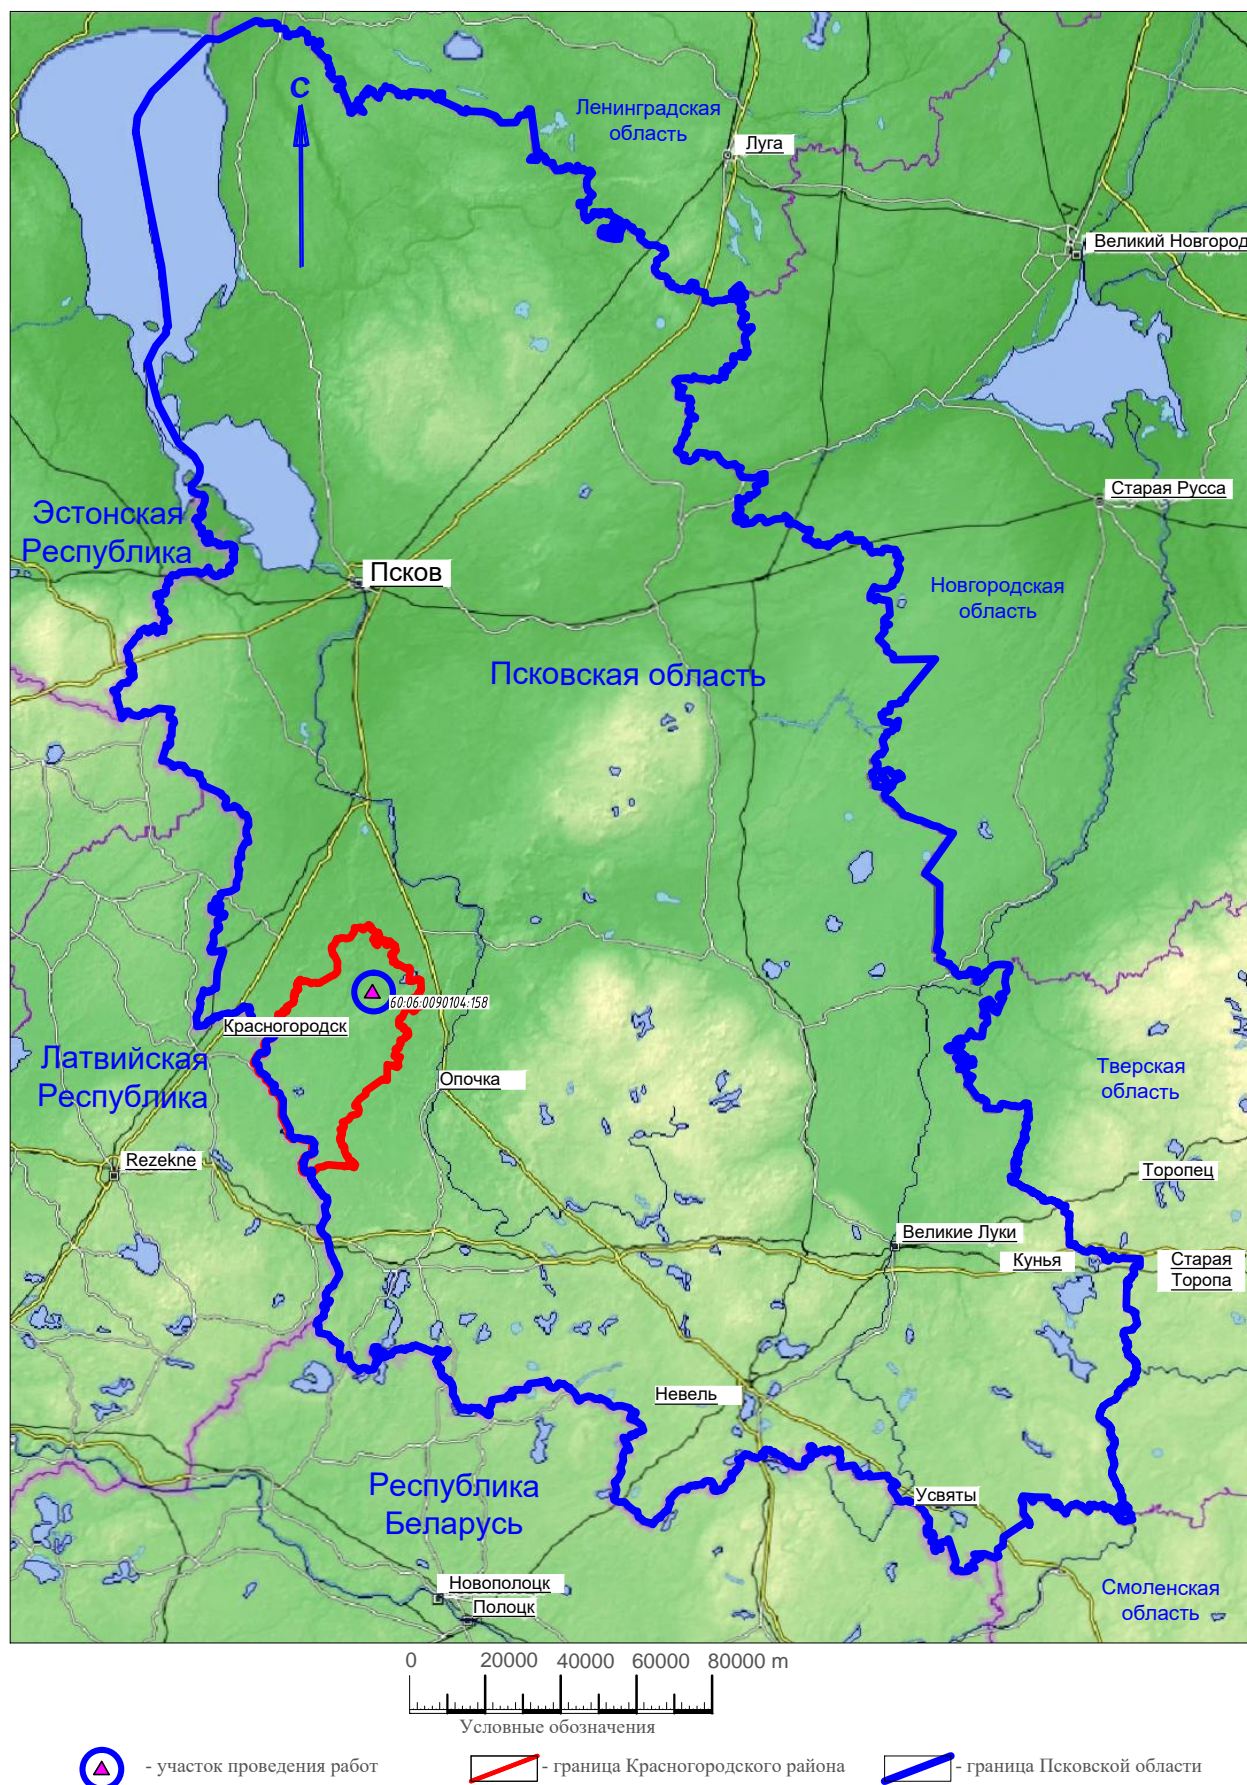 С
Ленинградская
область
Луга
Великий Новгород
Старая Русса
Эстонская
Республика
Псков
Новгородская
область
Псковская область
60:06:0090104:158
Красногородск
Латвийская
Республика
Опочка
Тверская
область
Rezekne
Торопец
Великие Луки
Кунья
Старая
Торопа
Невель
Республика
Беларусь
Усвяты
Новополоцк
Полоцк
Смоленская
область
0 20000 40000 60000 80000 m
Условные обозначения
- участок проведения работ
- граница Красногородского района
- граница Псковской области